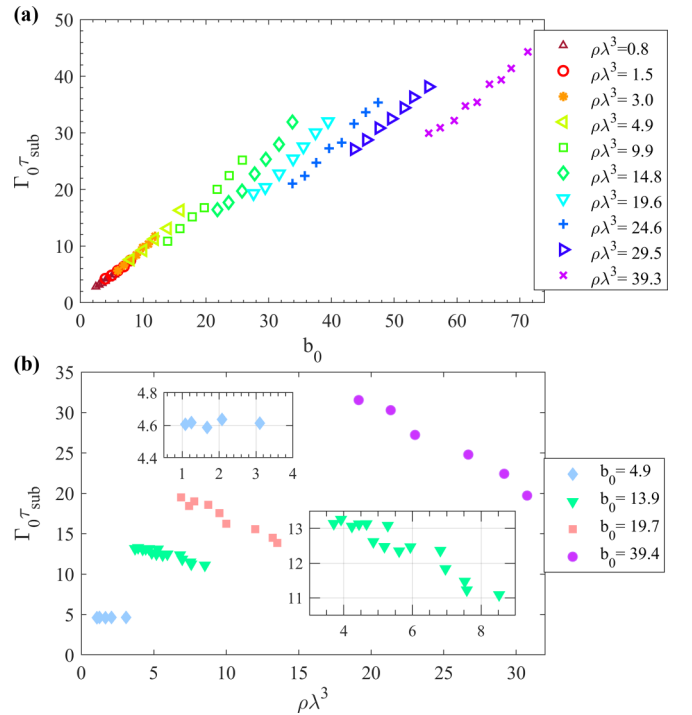 (a)
Γ₀τ_sub
50
40
30
20
10
0
0 10 20 30 40 50 60 70
b₀
ρλ³=0.8
ρλ³= 1.5
ρλ³= 3.0
ρλ³= 4.9
ρλ³= 9.9
ρλ³= 14.8
ρλ³= 19.6
ρλ³= 24.6
ρλ³= 29.5
ρλ³= 39.3
(b)
Γ₀τ_sub
35
30
25
20
15
10
5
0
0 5 10 15 20 25 30
ρλ³
4.8
4.6
4.4
1 2 3 4
13
12
11
4 6 8
b₀= 4.9
b₀= 13.9
b₀= 19.7
b₀= 39.4